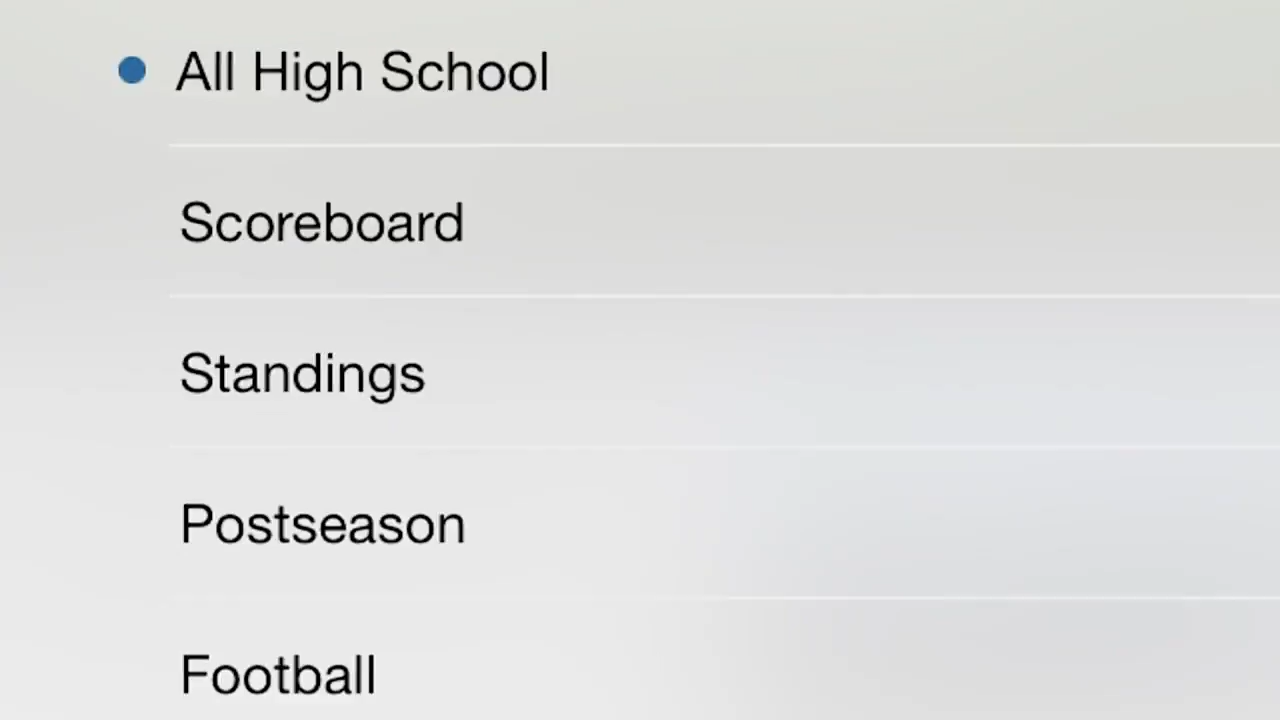 All High School
Scoreboard
Standings
Postseason
Football